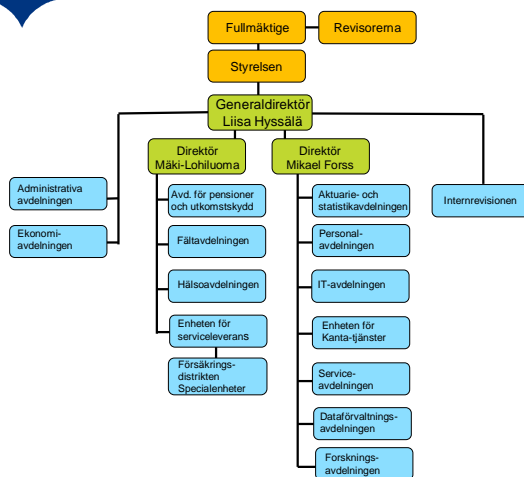 Fullmäktige
Revisorerna
Styrelsen
Generaldirektör
Liisa Hyssälä
Direktör
Mäki-Lohiluoma
Direktör
Mikael Forss
Administrativa
avdelningen
Ekonomi-
avdelningen
Avd. för pensioner
och utkomstskydd
Fältavdelningen
Hälsoavdelningen
Enheten för
serviceleverans
Försäkrings-
distrikten
Specialenheter
Aktuarie- och
statistikavdelningen
Personal-
avdelningen
IT-avdelningen
Enheten för
Kanta-tjänster
Service-
avdelningen
Dataförvaltnings-
avdelningen
Forsknings-
avdelningen
Internrevisionen